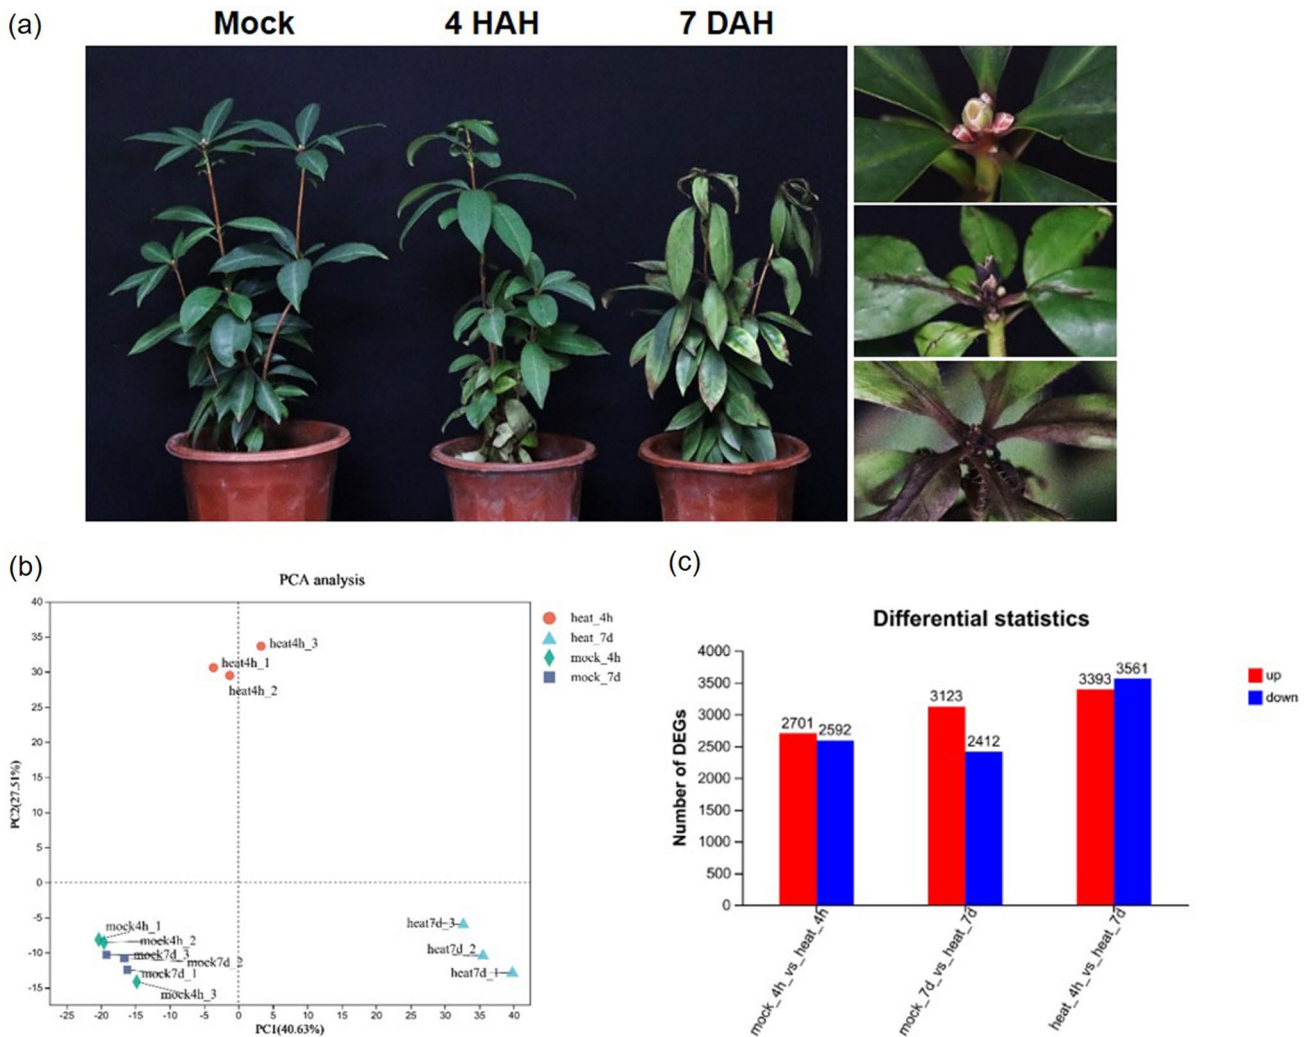 (a)
Mock 4 HAH 7 DAH
(b)
PCA analysis
40
35
30
25
20
15
10
5
0
-5
-10
-15
PC2(27.51%)
heat4h_3
heat4h_1
heat4h_2
heat7d_3
heat7d_2
heat7d_1
mock4h_1
mock4h_2
mock7d_3
mock7d_2
mock7d_1
mock4h_3
-25 -20 -15 -10 -5 0 5 10 15 20 25 30 35 40
PC1(40.63%)
heat_4h
heat_7d
mock_4h
mock_7d
(c)
Differential statistics
4000
3500
3000
2500
2000
1500
1000
500
0
Number of DEGs
2701 2592
3123
2412
3393 3561
mock_4h_vs_heat_4h
mock_7d_vs_heat_7d
heat_4h_vs_heat_7d
up
down